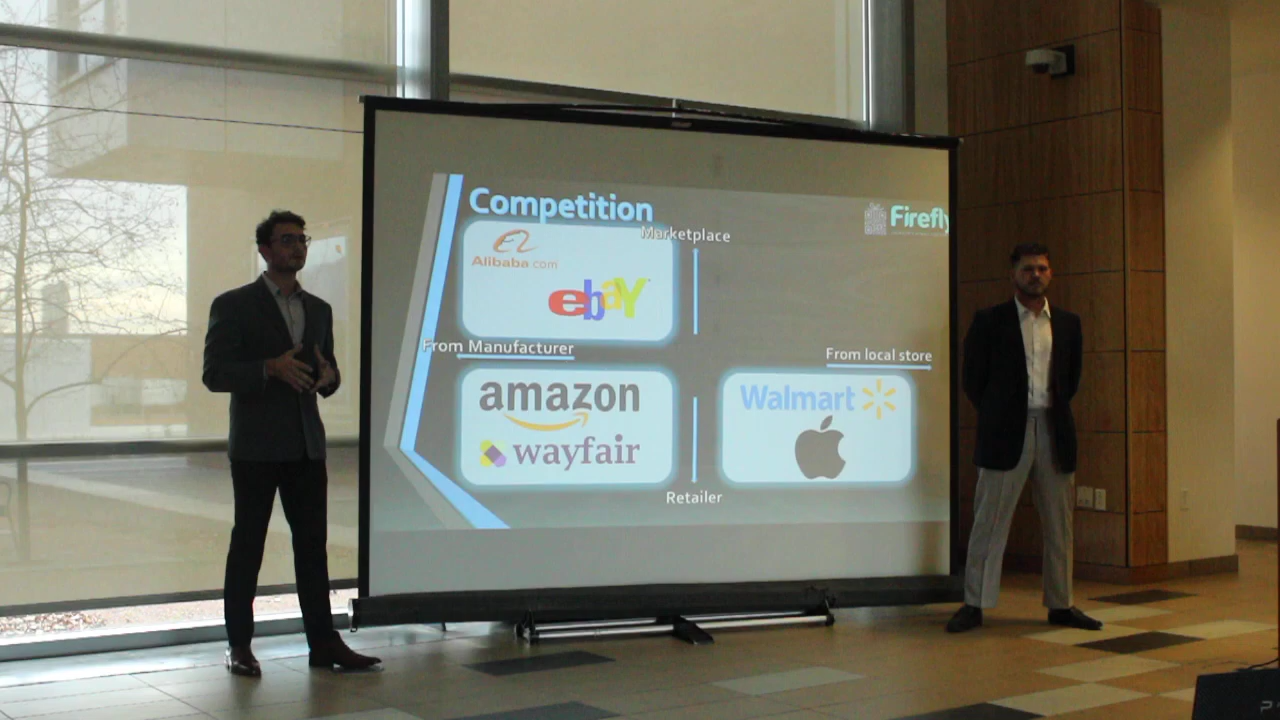 Competition
Firefly
Marketplace
Alibaba.com
ebay
From Manufacturer
From local store
amazon
wayfair
Walmart
Retailer